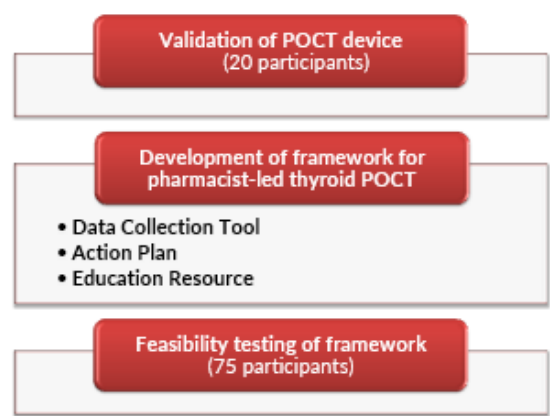 Validation of POCT device
(20 participants)
Development of framework for
pharmacist-led thyroid POCT
• Data Collection Tool
• Action Plan
• Education Resource
Feasibility testing of framework
(75 participants)